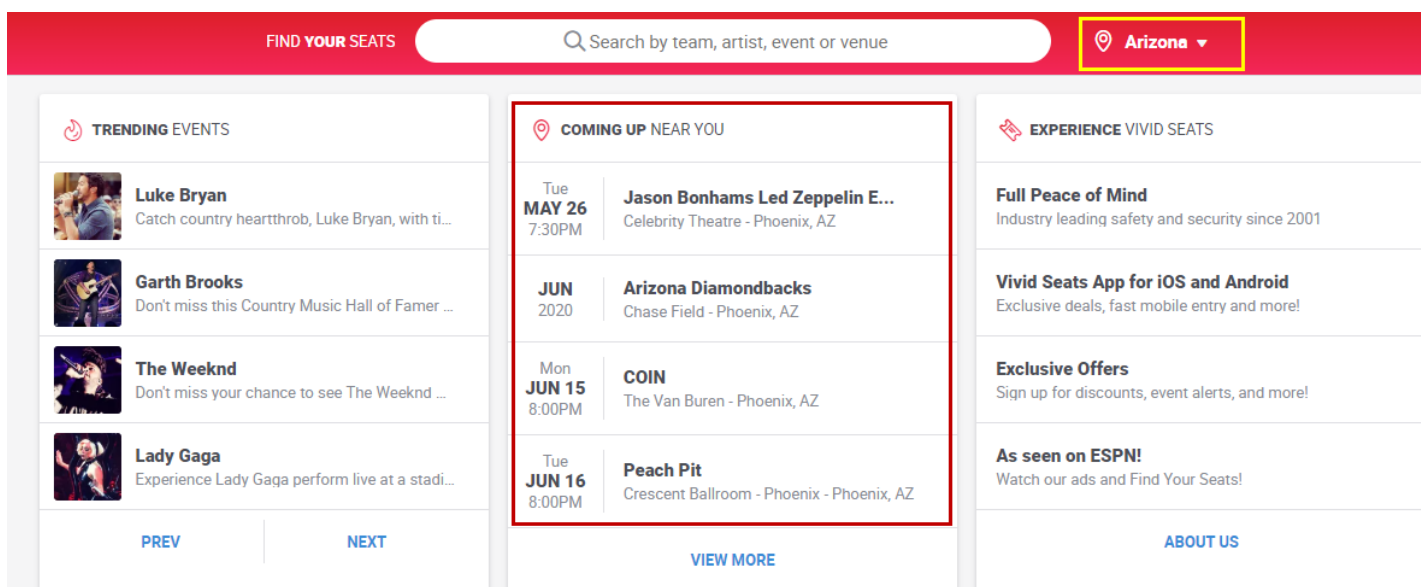 FIND YOUR SEATS
Search by team, artist, event or venue
Arizona
TRENDING EVENTS
Luke Bryan
Catch country heartthrob, Luke Bryan, with ti...
Garth Brooks
Don't miss this Country Music Hall of Famer ...
The Weeknd
Don't miss your chance to see The Weeknd ...
Lady Gaga
Experience Lady Gaga perform live at a stadi...
PREV
NEXT
COMING UP NEAR YOU
Tue
MAY 26
7:30PM
Jason Bonhams Led Zeppelin E...
Celebrity Theatre - Phoenix, AZ
JUN
2020
Arizona Diamondbacks
Chase Field - Phoenix, AZ
Mon
JUN 15
8:00PM
COIN
The Van Buren - Phoenix, AZ
Tue
JUN 16
8:00PM
Peach Pit
Crescent Ballroom - Phoenix - Phoenix, AZ
VIEW MORE
EXPERIENCE VIVID SEATS
Full Peace of Mind
Industry leading safety and security since 2001
Vivid Seats App for iOS and Android
Exclusive deals, fast mobile entry and more!
Exclusive Offers
Sign up for discounts, event alerts, and more!
As seen on ESPN!
Watch our ads and Find Your Seats!
ABOUT US